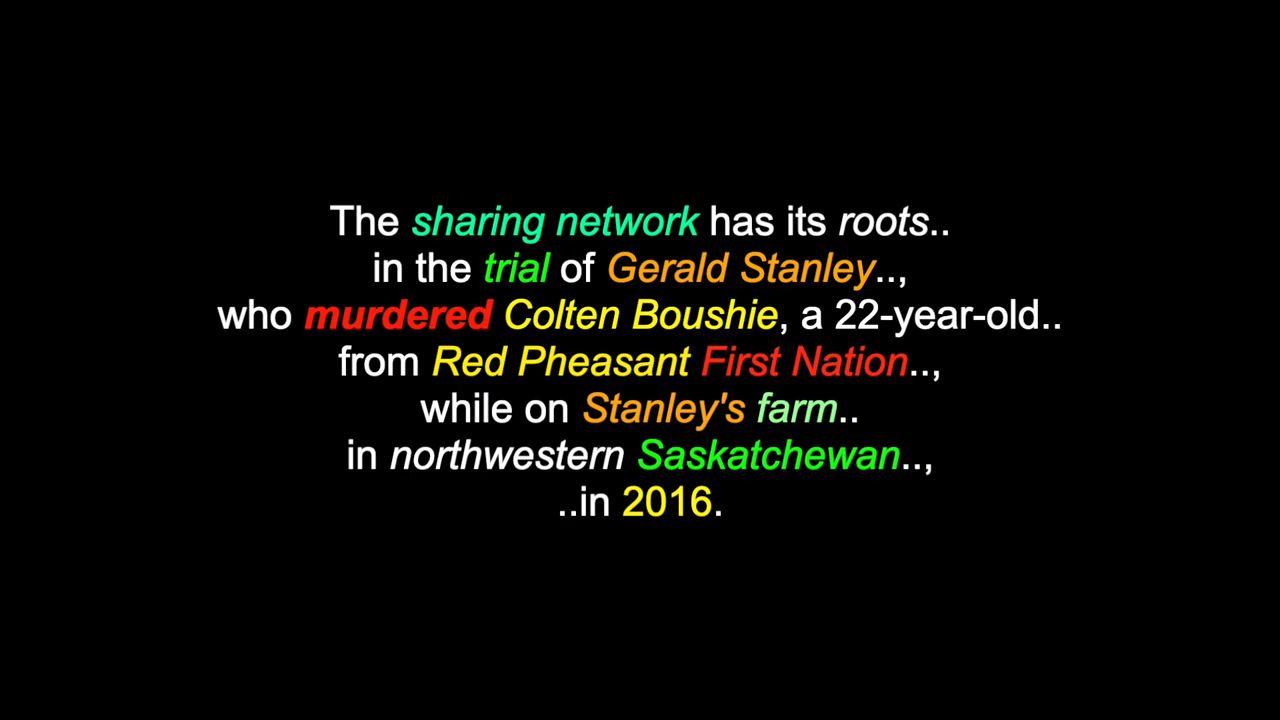 The sharing network has its roots..
in the trial of Gerald Stanley..,
who murdered Colten Boushie, a 22-year-old..
from Red Pheasant First Nation..,
while on Stanley's farm..
in northwestern Saskatchewan..,
..in 2016.